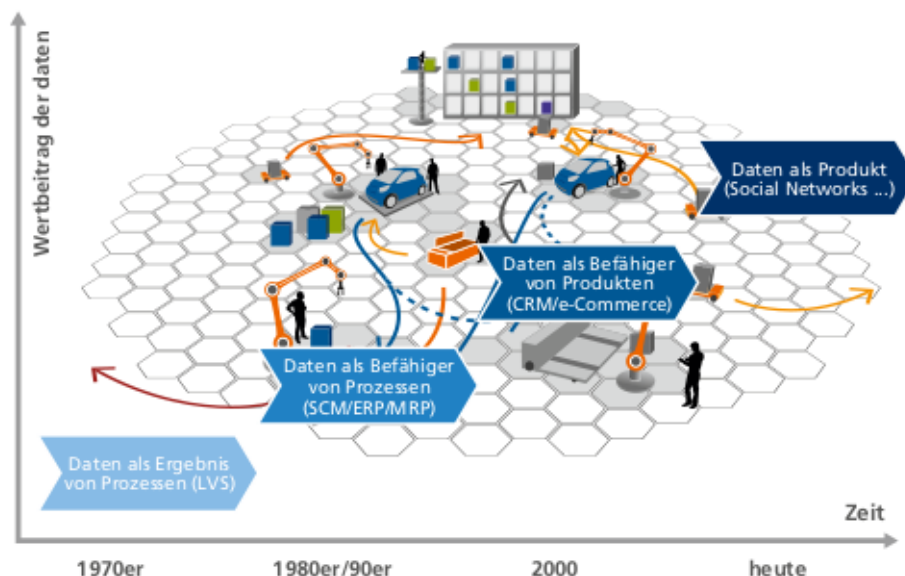 Wertbeitrag der daten
Daten als Produkt
(Social Networks ...)
Daten als Befähiger
von Produkten
(CRM/e-Commerce)
Daten als Befähiger
von Prozessen
(SCM/ERP/MRP)
Daten als Ergebnis
von Prozessen (LVS)
Zeit
1970er
1980er/90er
2000
heute